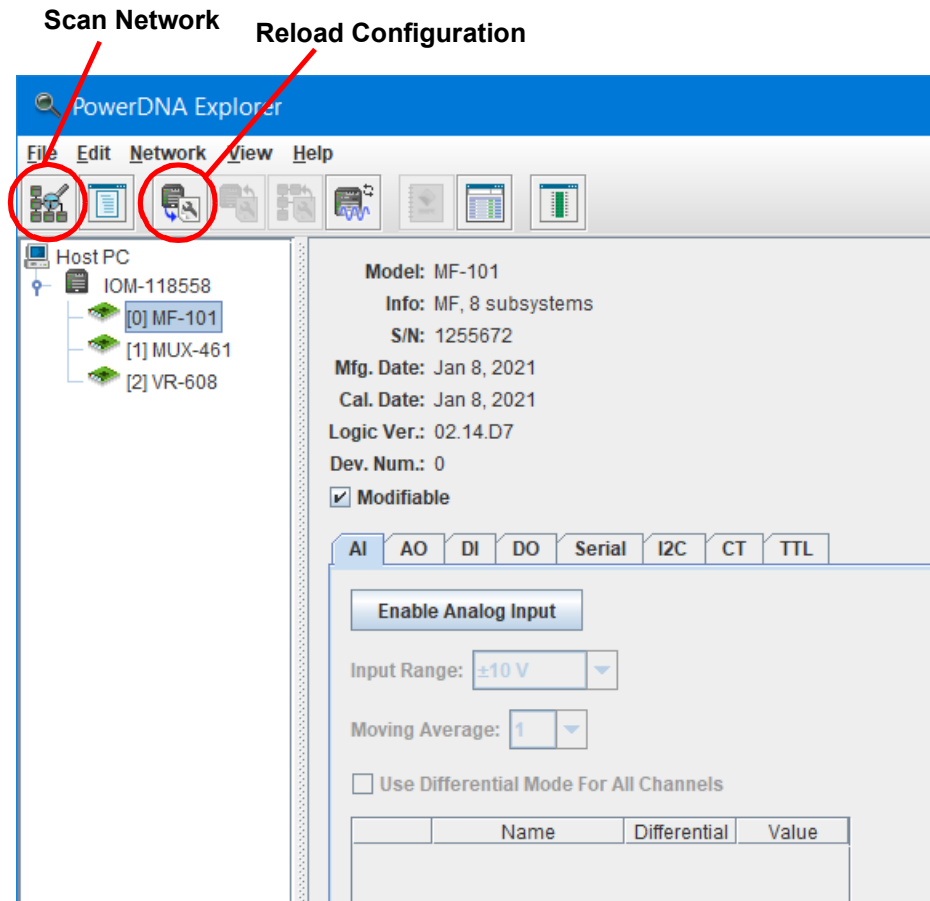 Scan Network
Reload Configuration
PowerDNA Explorer
File Edit Network View Help
Host PC
IOM-118558
[0] MF-101
[1] MUX-461
[2] VR-608
Model: MF-101
Info: MF, 8 subsystems
S/N: 1255672
Mfg. Date: Jan 8, 2021
Cal. Date: Jan 8, 2021
Logic Ver.: 02.14.D7
Dev. Num.: 0
Modifiable
AI AO DI DO Serial I2C CT TTL
Enable Analog Input
Input Range: ±10 V
Moving Average: 1
Use Differential Mode For All Channels
Name Differential Value